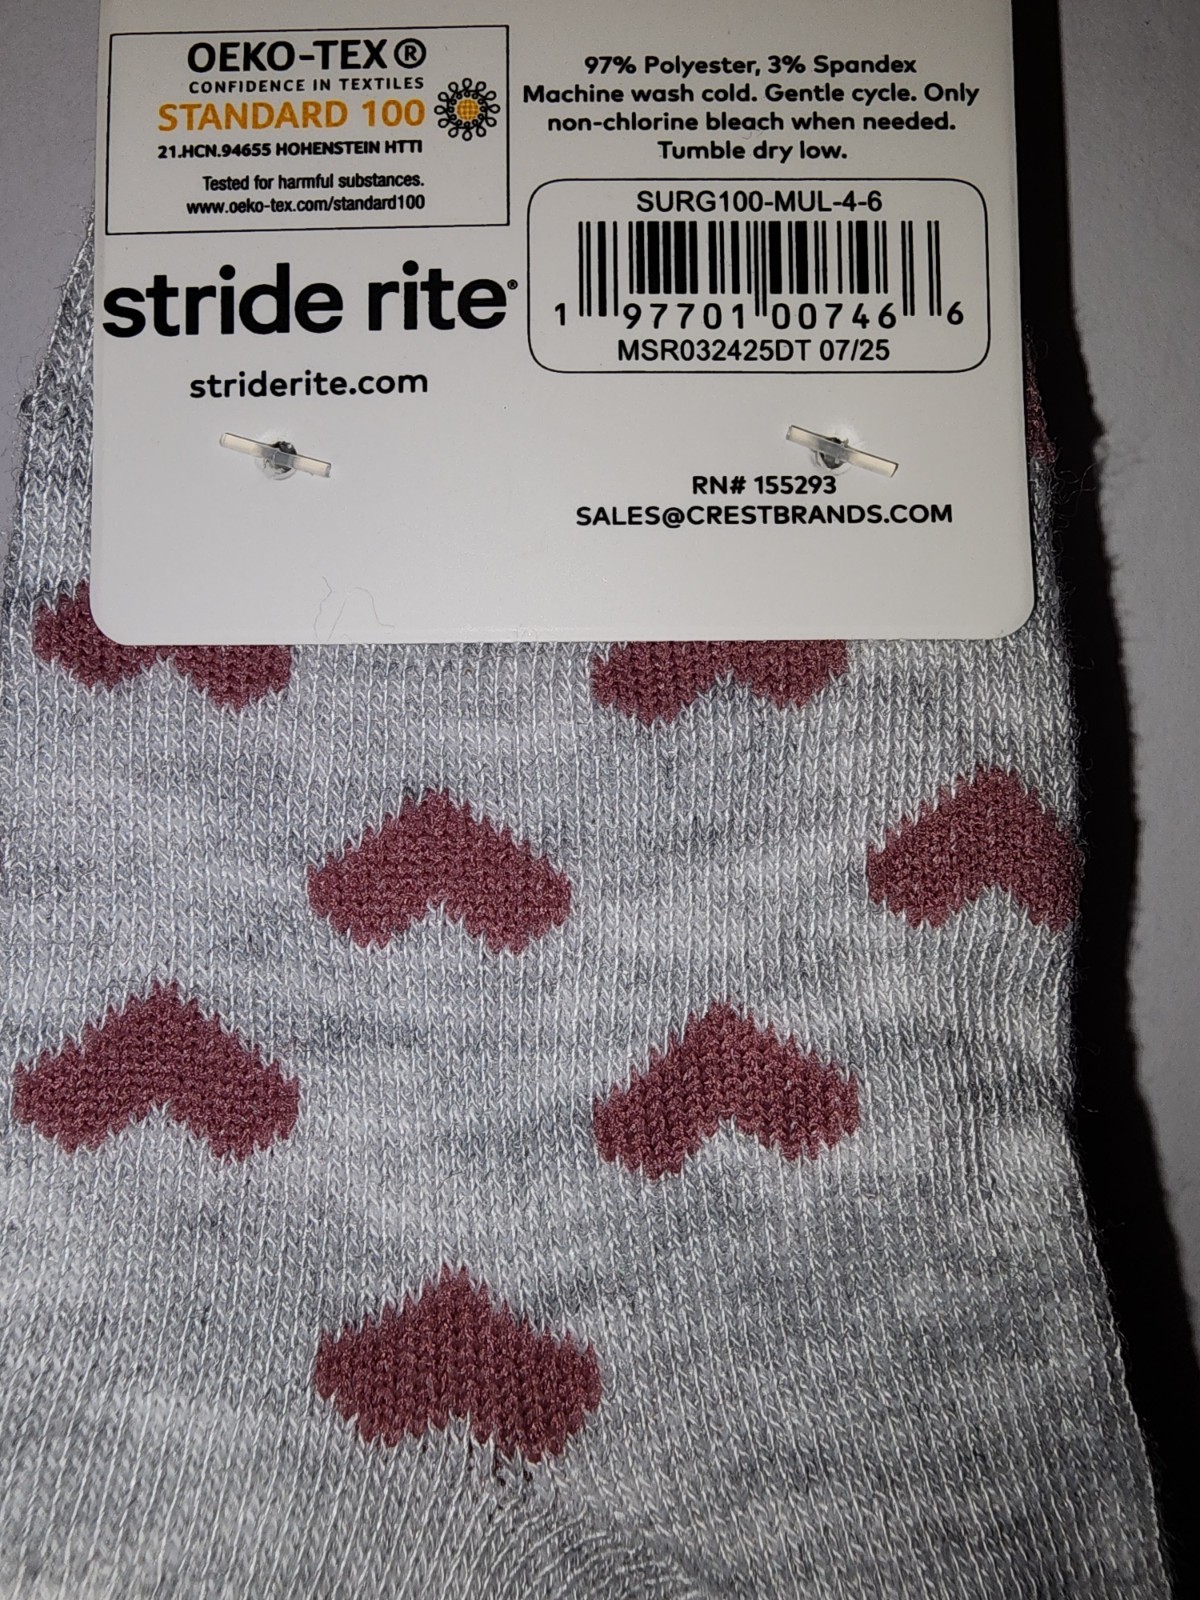 OEKO-TEX®
CONFIDENCE IN TEXTILES
STANDARD 100
21.HCN.94655 HOHENSTEIN HTTI
Tested for harmful substances.
www.oeko-tex.com/standard100
stride rite®
striderite.com
97% Polyester, 3% Spandex
Machine wash cold. Gentle cycle. Only
non-chlorine bleach when needed.
Tumble dry low.
SURG100-MUL-4-6
1 97701 00746 6
MSR032425DT 07/25
RN# 155293
SALES@CRESTBRANDS.COM